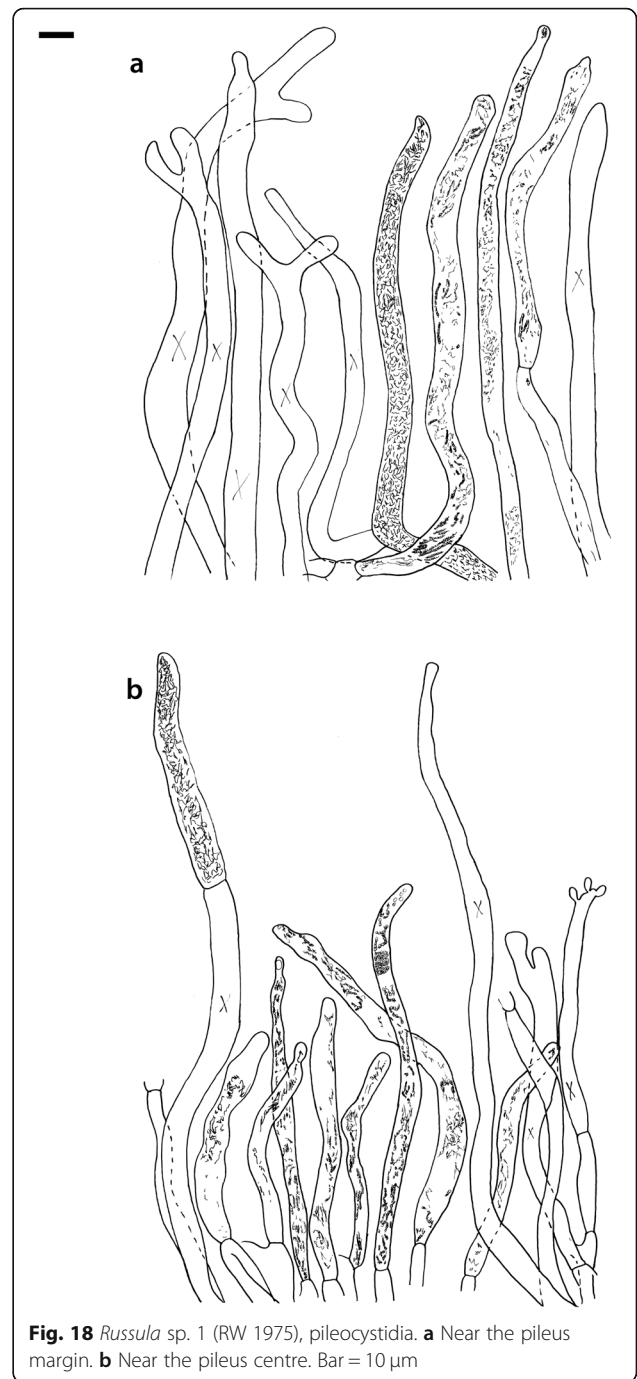 a
b
Fig. 18 Russula sp. 1 (RW 1975), pileocystidia. a Near the pileus
margin. b Near the pileus centre. Bar = 10 μm